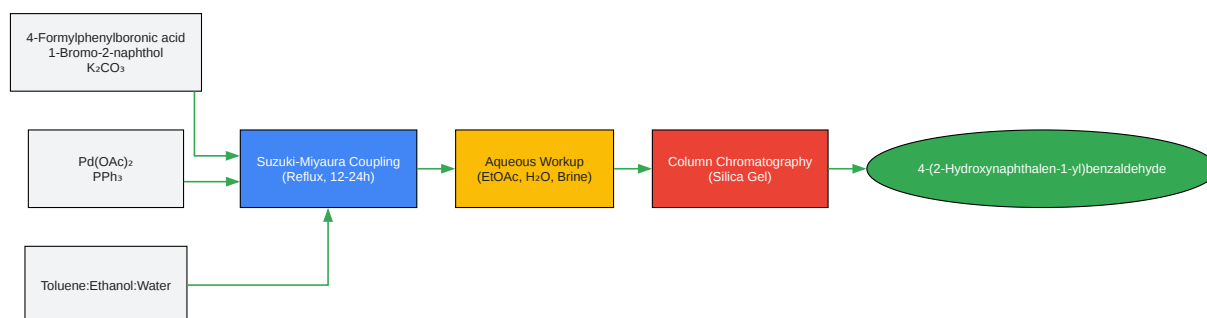 4-Formylphenylboronic acid
1-Bromo-2-naphthol
K₂CO₃
Pd(OAc)₂
PPh₃
Toluene:Ethanol:Water
Suzuki-Miyaura Coupling
(Reflux, 12-24h)
Aqueous Workup
(EtOAc, H₂O, Brine)
Column Chromatography
(Silica Gel)
4-(2-Hydroxynaphthalen-1-yl)benzaldehyde